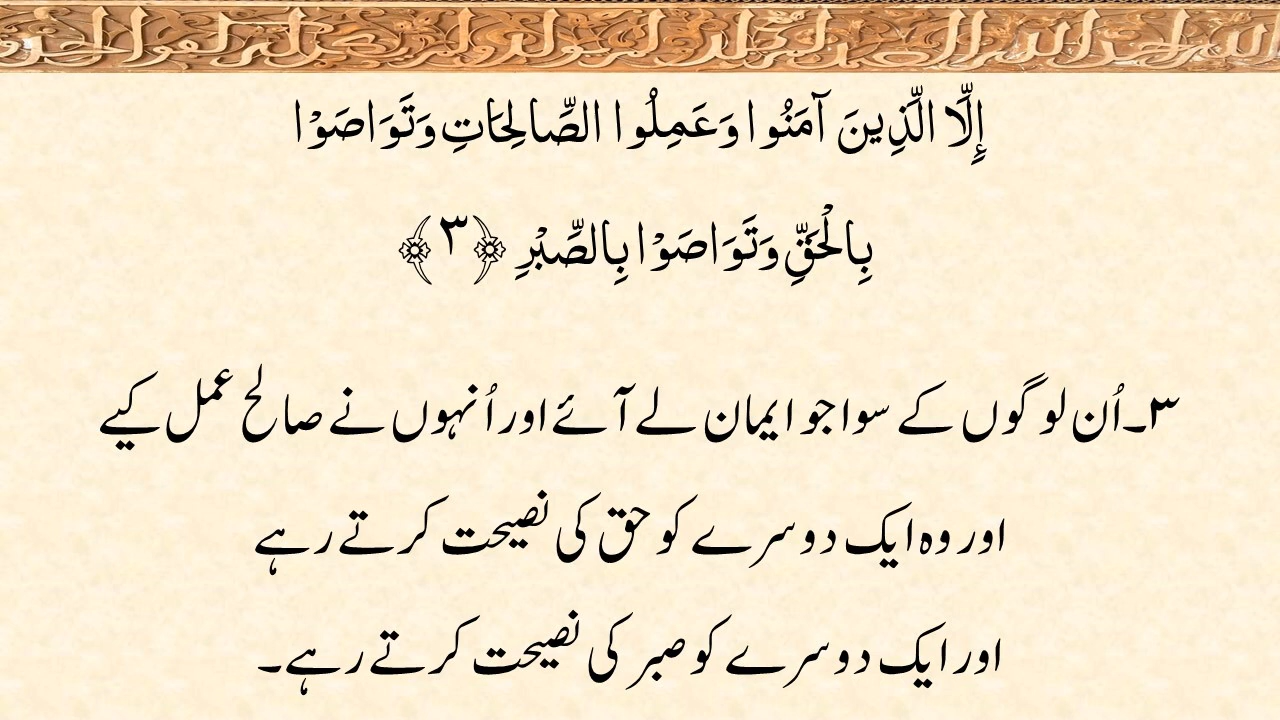 إِلَّا الَّذِينَ آمَنُوا وَعَمِلُوا الصَّالِحَاتِ وَتَوَاصَوْا
بِالْحَقِّ وَتَوَاصَوْا بِالصَّبْرِ ﴿٣﴾
۳۔اُن لوگوں کے سوا جو ایمان لے آئے اور اُنہوں نے صالح عمل کیے
اور وہ ایک دوسرے کو حق کی نصیحت کرتے رہے
اور ایک دوسرے کو صبر کی نصیحت کرتے رہے۔